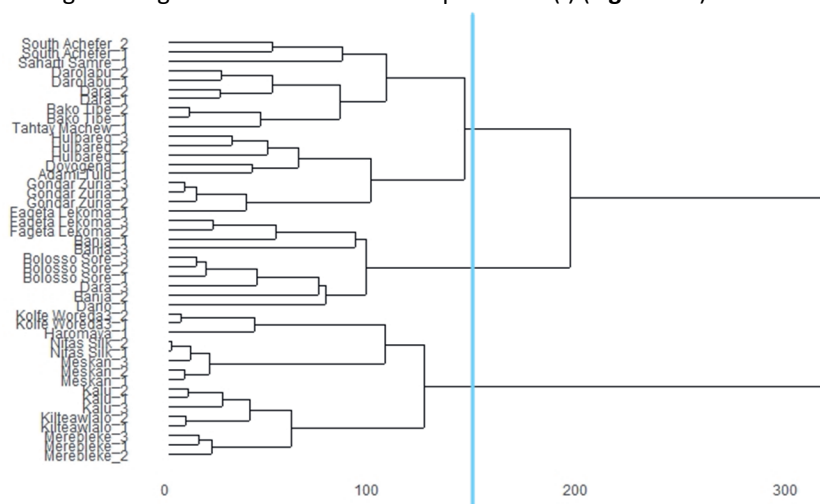 South Achefer_2
South Achefer_1
Saharti Samre_1
Darolabu_2
Darolabu_1
Dara_2
Dara_1
Bako Tibe_2
Bako Tibe_1
Tahtay Machew_1
Hulbareg_3
Hulbareg_2
Hulbareg_1
Doyogena_1
Adami Tulu_1
Gondar Zuria_3
Gondar Zuria_1
Gondar Zuria_2
Fageta Lekoma_1
Fageta Lekoma_3
Fageta Lekoma_2
Banja_1
Banja_3
Bolosso Sore_3
Bolosso Sore_2
Bolosso Sore_1
Dara_3
Banja_2
Dano_1
Kolfe Woreda3_2
Kolfe Woreda3_1
Haromaya_1
Nifas Silk_2
Nifas Silk_1
Meskan_3
Meskan_2
Meskan_1
Kalu_2
Kalu_1
Kalu_3
Kilteawlalo_2
Kilteawlalo_1
Merebleke_3
Merebleke_1
Merebleke_2
0 100 200 300